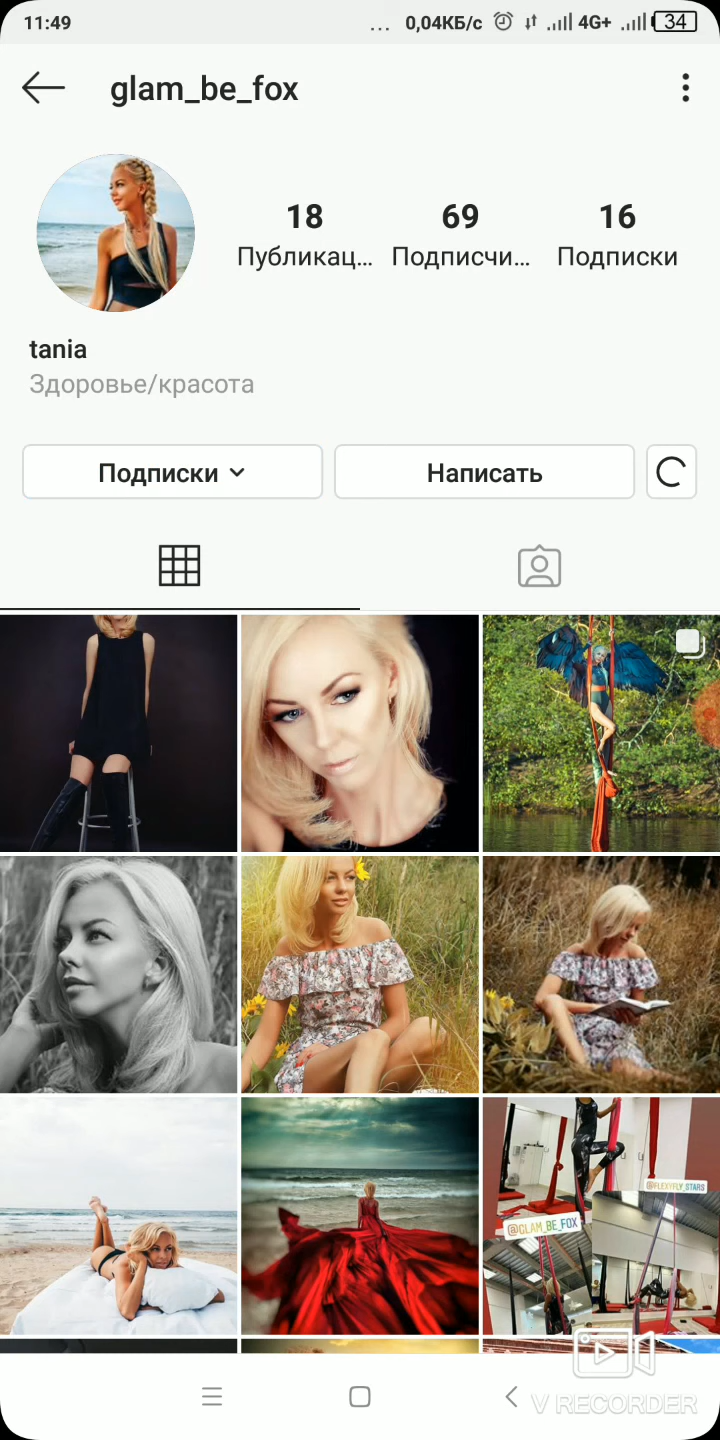 11:49
... 0,04КБ/с 4G+ 34
glam_be_fox
18 69 16
Публикац... Подписчи... Подписки
tania
Здоровье/красота
Подписки Написать
@FLEXYFLY_STARS
@GLAM_BE_FOX
V RECORDER